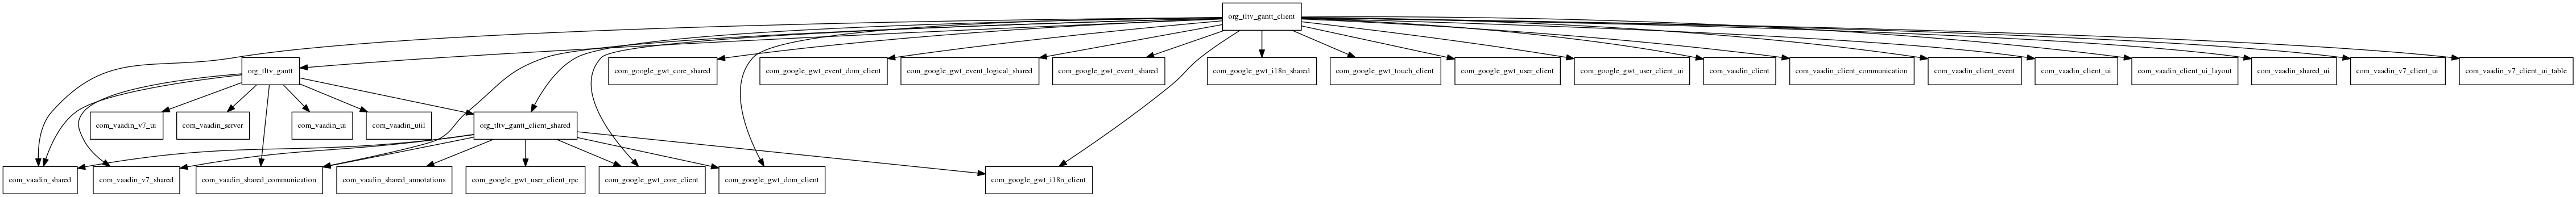 org_tltv_gantt_client
org_tltv_gantt
com_google_gwt_core_shared
com_google_gwt_event_dom_client
com_google_gwt_event_logical_shared
com_google_gwt_event_shared
com_google_gwt_i18n_shared
com_google_gwt_touch_client
com_google_gwt_user_client
com_google_gwt_user_client_ui
com_vaadin_client
com_vaadin_client_communication
com_vaadin_client_event
com_vaadin_client_ui
com_vaadin_client_ui_layout
com_vaadin_shared_ui
com_vaadin_v7_client_ui
com_vaadin_v7_client_ui_table
com_vaadin_v7_ui
com_vaadin_server
com_vaadin_ui
com_vaadin_util
org_tltv_gantt_client_shared
com_vaadin_shared
com_vaadin_v7_shared
com_vaadin_shared_communication
com_vaadin_shared_annotations
com_google_gwt_user_client_rpc
com_google_gwt_core_client
com_google_gwt_dom_client
com_google_gwt_i18n_client